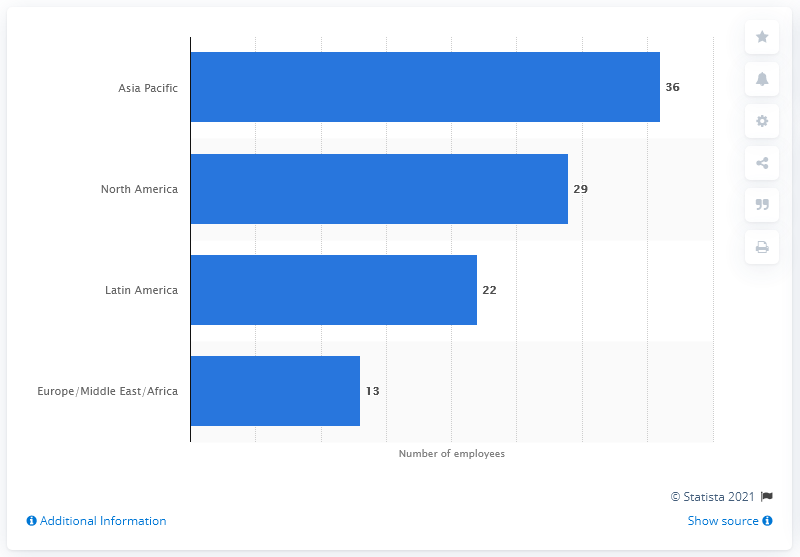 Asia Pacific 36
North America 29
Latin America 22
Europe/Middle East/Africa 13
Number of employees
© Statista 2021
Additional Information Show source